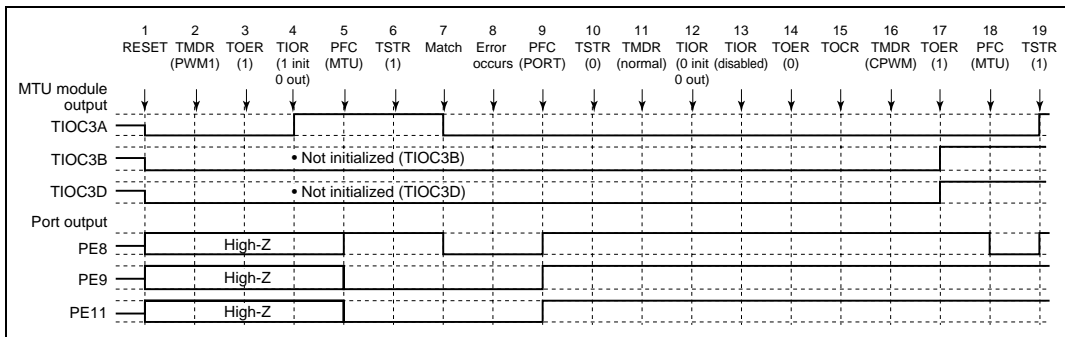 1 2 3 4 5 6 7 8 9 10 11 12 13 14 15 16 17 18 19
RESET TMDR TOER TIOR PFC TSTR Match Error PFC TSTR TMDR TIOR TIOR TOER TOCR TMDR TOER PFC TSTR
(PWM1) (1) (1 init (MTU) (1) occurs (PORT) (0) (normal) (0 init (disabled) (0) (CPWM) (1) (MTU) (1)
0 out) 0 out)
MTU module
output
TIOC3A
TIOC3B • Not initialized (TIOC3B)
TIOC3D • Not initialized (TIOC3D)
Port output
PE8 High-Z
PE9 High-Z
PE11 High-Z